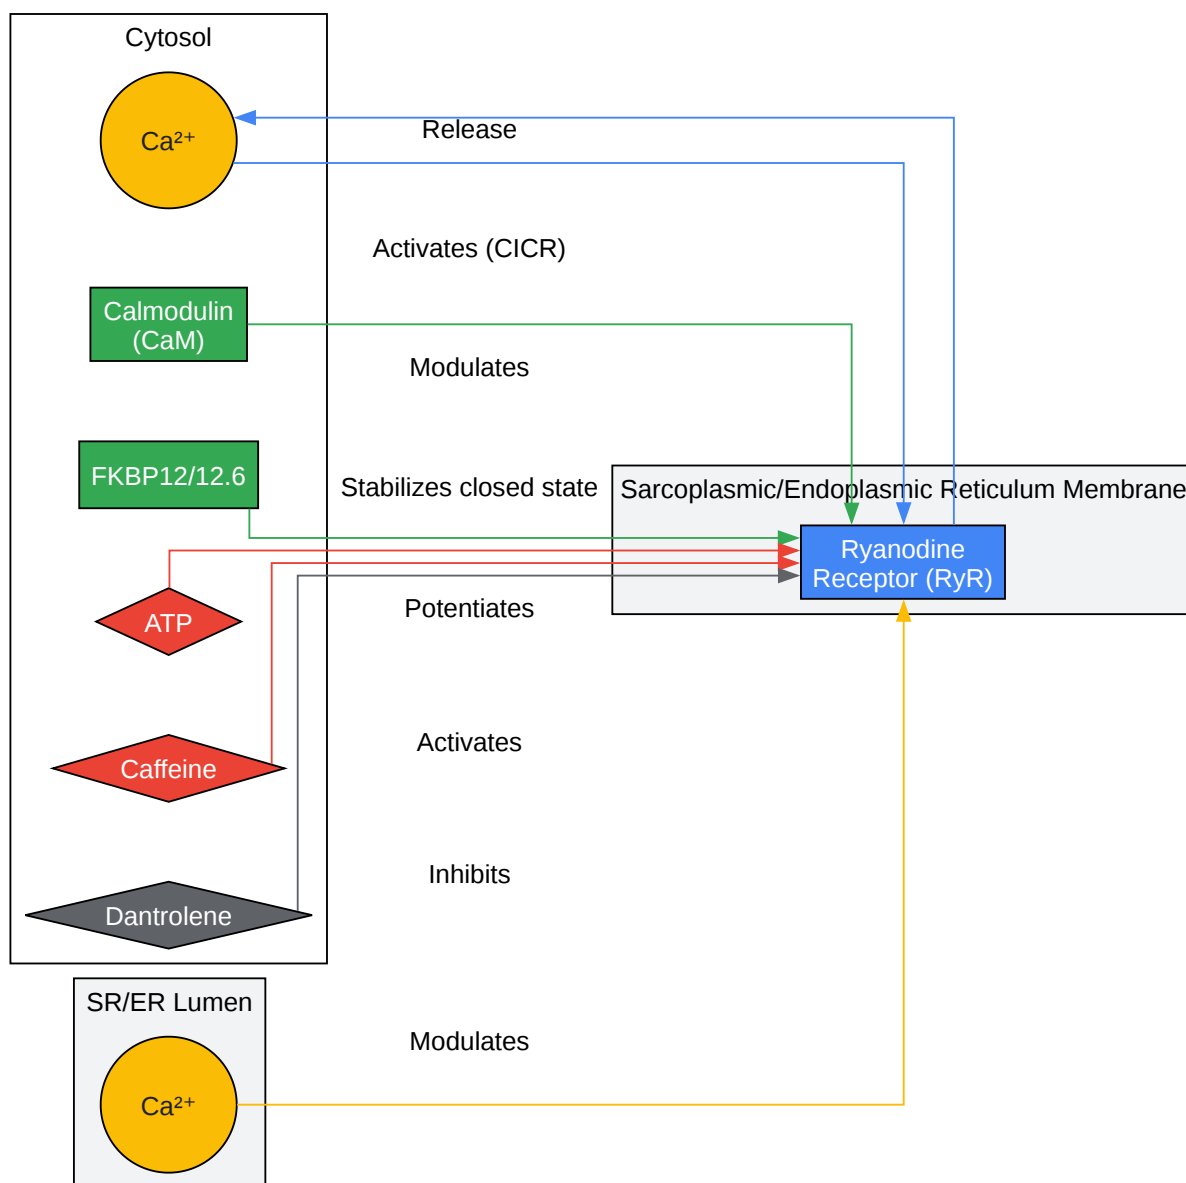 Cytosol
Ca²⁺
Release
Activates (CICR)
Calmodulin
(CaM)
Modulates
FKBP12/12.6
Stabilizes closed state
Sarcoplasmic/Endoplasmic Reticulum Membrane
Ryanodine
Receptor (RyR)
ATP
Potentiates
Caffeine
Activates
Dantrolene
Inhibits
SR/ER Lumen
Ca²⁺
Modulates